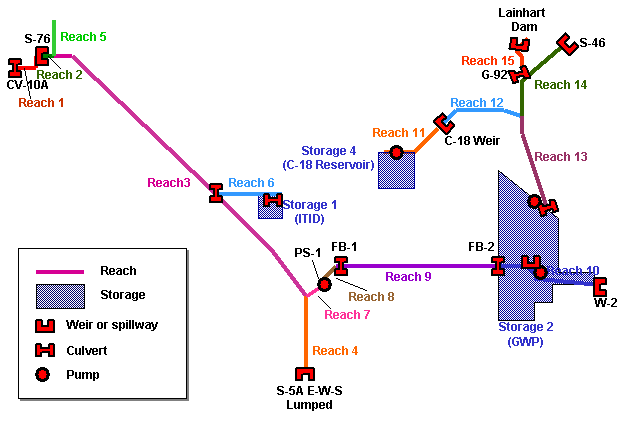 Lainhart
Dam
S-76
Reach 5
S-46
Reach 15
G-92
Reach 2
CV-10A
Reach 14
Reach 1
Reach 12
Reach 11
C-18 Weir
Storage 4
(C-18 Reservoir)
Reach 13
Reach3
Reach 6
Storage 1
(ITID)
PS-1
FB-1
FB-2
Reach 9
Reach 10
Reach 8
W-2
Reach 7
Storage 2
(GWP)
Reach 4
S-5A E-W-S
Lumped
Reach
Storage
Weir or spillway
Culvert
Pump